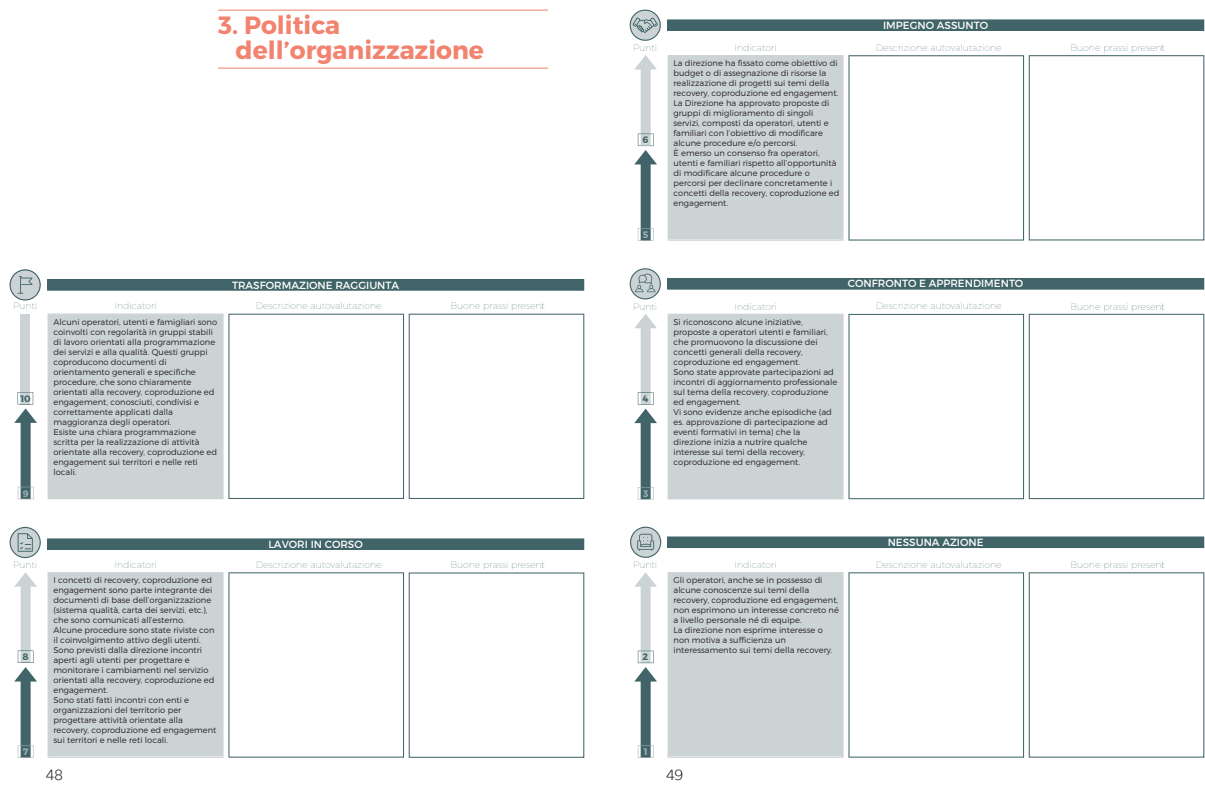 3. Politica
dell’organizzazione
TRASFORMAZIONE RAGGIUNTA
Punti
Indicatori
Descrizione autovalutazione
Buone prassi present
Alcuni operatori, utenti e famigliari sono
coinvolti con regolarità in gruppi stabili
di lavoro orientati alla programmazione
dei servizi e alla qualità. Questi gruppi
coproducono documenti di
orientamento generali e specifiche
procedure, che sono chiaramente
orientati alla recovery, coproduzione ed
engagement, conosciuti, condivisi e
correttamente applicati dalla
maggioranza degli operatori.
Esiste una chiara programmazione
scritta per la realizzazione di attività
orientate alla recovery, coproduzione ed
engagement sui territori e nelle reti
locali.
10
9
LAVORI IN CORSO
Punti
Indicatori
Descrizione autovalutazione
Buone prassi present
I concetti di recovery, coproduzione ed
engagement sono parte integrante dei
documenti di base dell’organizzazione
(sistema qualità, carta dei servizi, etc.),
che sono comunicati all’esterno.
Alcune procedure sono state riviste con
il coinvolgimento attivo degli utenti.
Sono previsti dalla direzione incontri
aperti agli utenti per progettare e
monitorare i cambiamenti nel servizio
orientati alla recovery, coproduzione ed
engagement.
Sono stati fatti incontri con enti e
organizzazioni del territorio per
progettare attività orientate alla
recovery, coproduzione ed engagement
sui territori e nelle reti locali.
8
7
48
IMPEGNO ASSUNTO
Punti
Indicatori
Descrizione autovalutazione
Buone prassi present
La direzione ha fissato come obiettivo di
budget o di assegnazione di risorse la
realizzazione di progetti sui temi della
recovery, coproduzione ed engagement.
La Direzione ha approvato proposte di
gruppi di miglioramento di singoli
servizi, composti da operatori, utenti e
familiari con l’obiettivo di modificare
alcune procedure e/o percorsi.
È emerso un consenso fra operatori,
utenti e familiari rispetto all’opportunità
di modificare alcune procedure o
percorsi per declinare concretamente i
concetti della recovery, coproduzione ed
engagement.
6
5
CONFRONTO E APPRENDIMENTO
Punti
Indicatori
Descrizione autovalutazione
Buone prassi present
Si riconoscono alcune iniziative,
proposte a operatori utenti e familiari,
che promuovono la discussione dei
concetti generali della recovery,
coproduzione ed engagement.
Sono state approvate partecipazioni ad
incontri di aggiornamento professionale
sul tema della recovery, coproduzione
ed engagement.
Vi sono evidenze anche episodiche (ad
es. approvazione di partecipazione ad
eventi formativi in tema) che la
direzione inizia a nutrire qualche
interesse sui temi della recovery,
coproduzione ed engagement.
4
3
NESSUNA AZIONE
Punti
Indicatori
Descrizione autovalutazione
Buone prassi present
Gli operatori, anche se in possesso di
alcune conoscenze sui temi della
recovery, coproduzione ed engagement,
non esprimono un interesse concreto né
a livello personale né di equipe.
La direzione non esprime interesse o
non motiva a sufficienza un
interessamento sui temi della recovery.
2
1
49